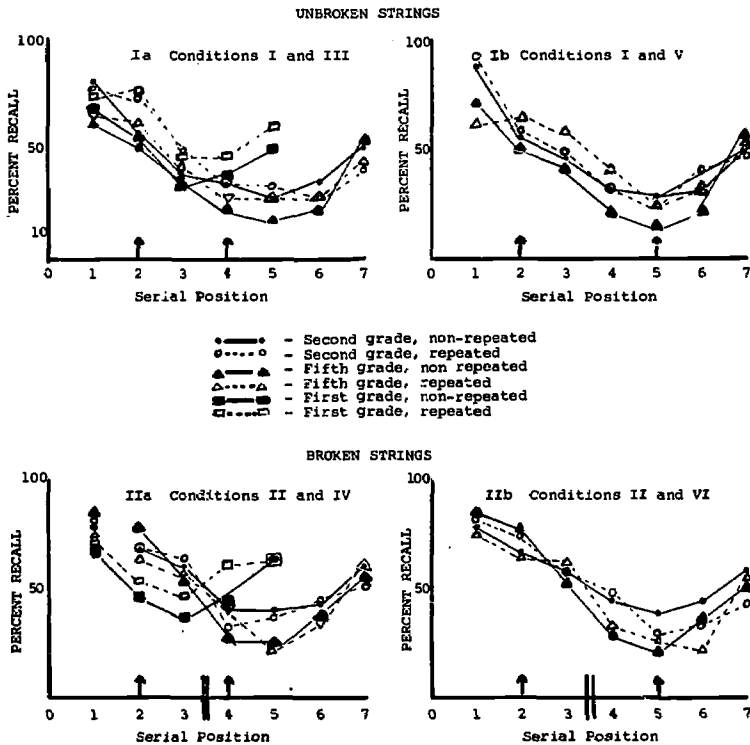 UNBROKEN STRINGS
Ia Conditions I and III
Ib Conditions I and V
100
50
10
PERCENT RECALL
0 1 2 3 4 5 6 7
Serial Position
100
50
PERCENT RECALL
0 1 2 3 4 5 6 7
Serial Position
- Second grade, non-repeated
- Second grade, repeated
- Fifth grade, non repeated
- Fifth grade, repeated
- First grade, non-repeated
- First grade, repeated
BROKEN STRINGS
IIa Conditions II and IV
IIb Conditions II and VI
100
50
PERCENT RECALL
0 1 2 3 4 5 6 7
Serial Position
100
50
PERCENT RECALL
0 1 2 3 4 5 6 7
Serial Position